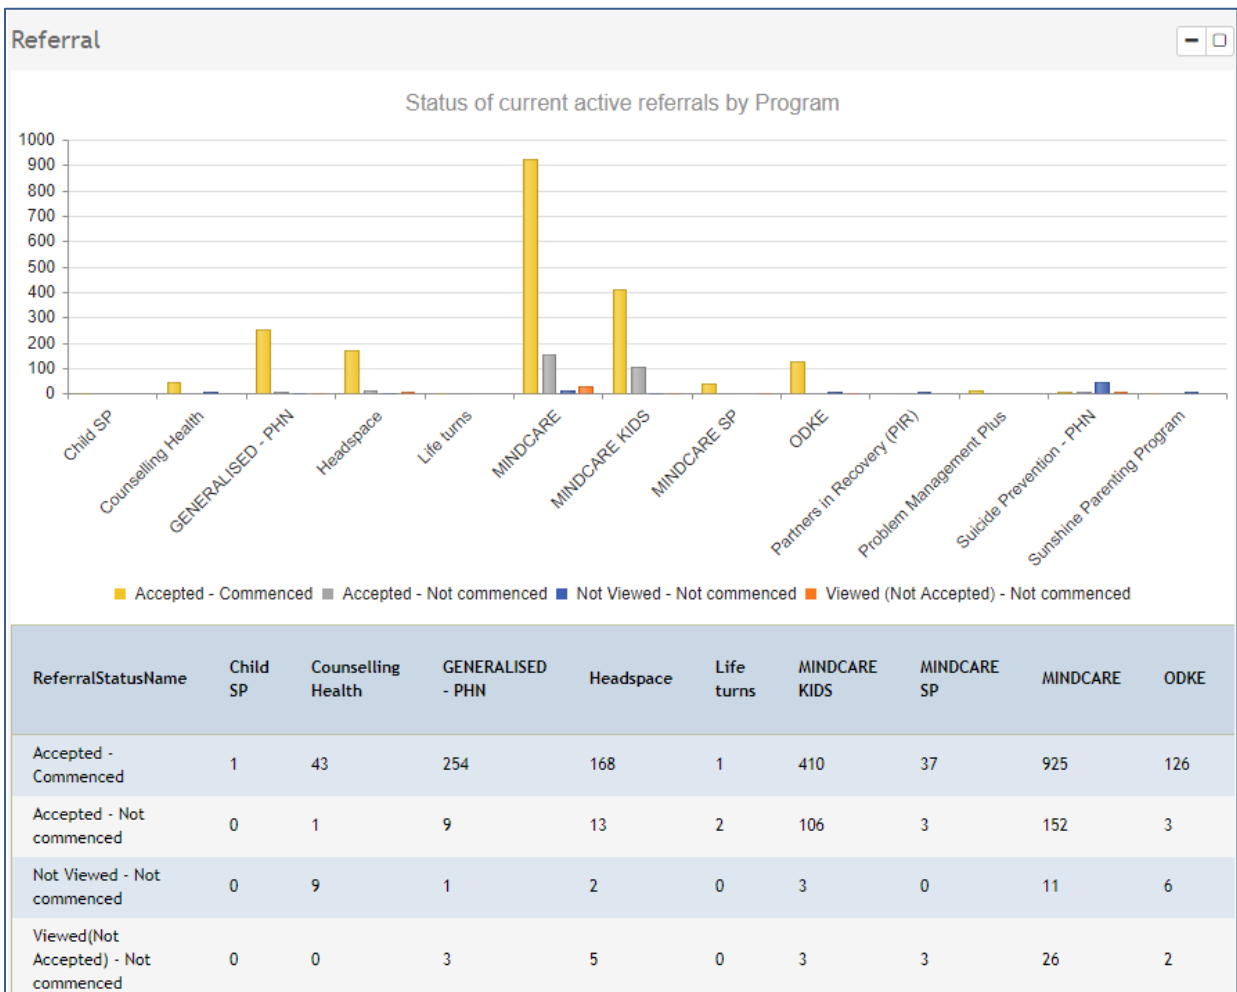 Referral
Status of current active referrals by Program
1000
900
800
700
600
500
400
300
200
100
0
Child SP
Counselling Health
GENERALISED - PHN
Headspace
Life turns
MINDCARE
MINDCARE KIDS
MINDCARE SP
ODKE
Partners in Recovery (PIR)
Problem Management Plus
Suicide Prevention - PHN
Sunshine Parenting Program
Accepted - Commenced Accepted - Not commenced Not Viewed - Not commenced Viewed (Not Accepted) - Not commenced
ReferralStatusName Child SP Counselling Health GENERALISED - PHN Headspace Life turns MINDCARE KIDS MINDCARE SP MINDCARE ODKE
Accepted - Commenced 1 43 254 168 1 410 37 925 126
Accepted - Not commenced 0 1 9 13 2 106 3 152 3
Not Viewed - Not commenced 0 9 1 2 0 3 0 11 6
Viewed(Not Accepted) - Not commenced 0 0 3 5 0 3 3 26 2